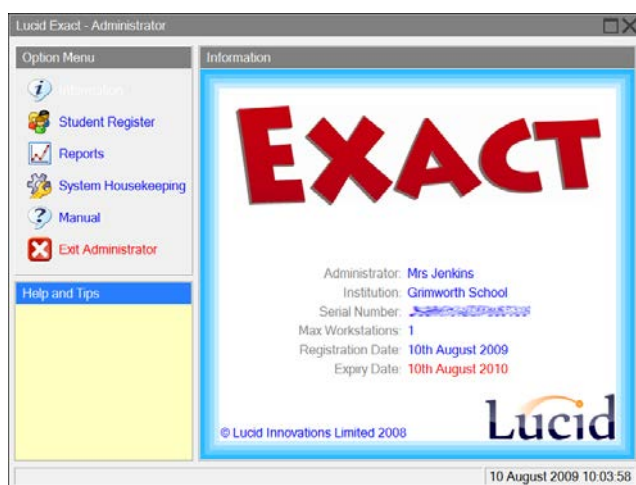 Lucid Exact - Administrator
Option Menu
Information
Student Register
Reports
System Housekeeping
Manual
Exit Administrator
Help and Tips
Information
EXACT
Administrator: Mrs Jenkins
Institution: Grimworth School
Serial Number:
Max Workstations: 1
Registration Date: 10th August 2009
Expiry Date: 10th August 2010
© Lucid Innovations Limited 2008
Lucid
10 August 2009 10:03:58